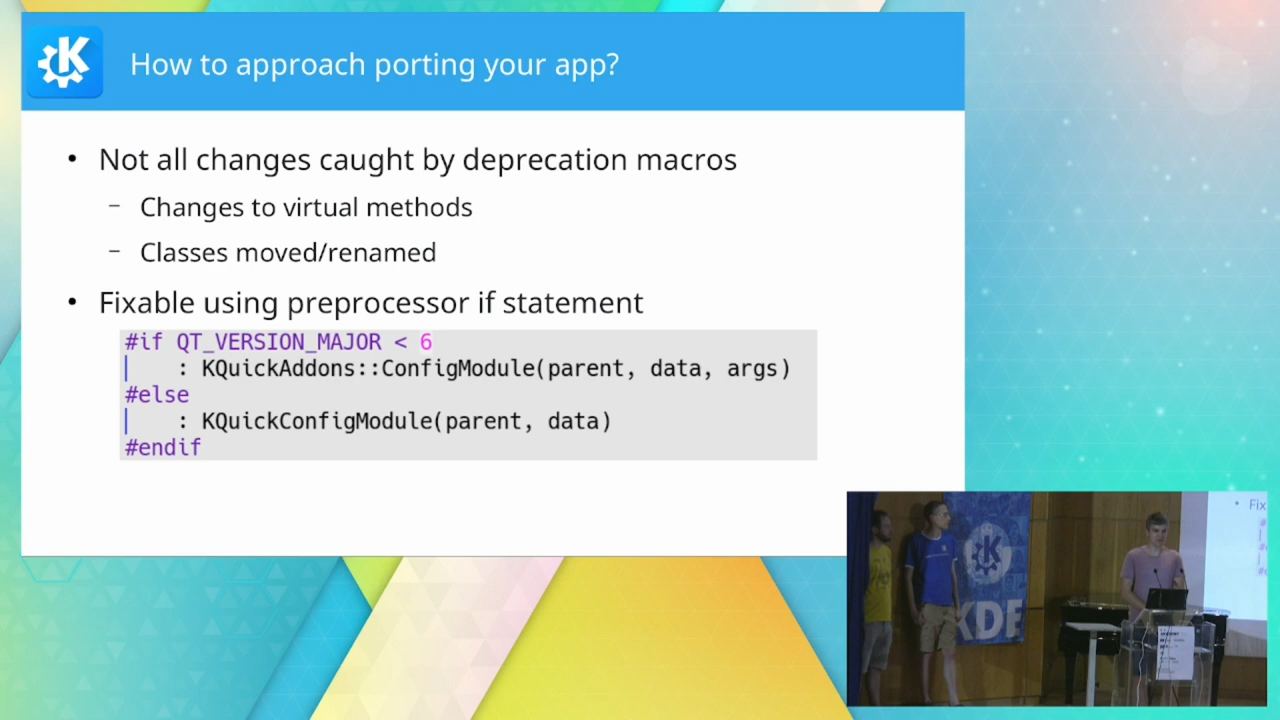 How to approach porting your app?
• Not all changes caught by deprecation macros
– Changes to virtual methods
– Classes moved/renamed
• Fixable using preprocessor if statement
#if QT_VERSION_MAJOR < 6
: KQuickAddons::ConfigModule(parent, data, args)
#else
: KQuickConfigModule(parent, data)
#endif
• Fix
KDE